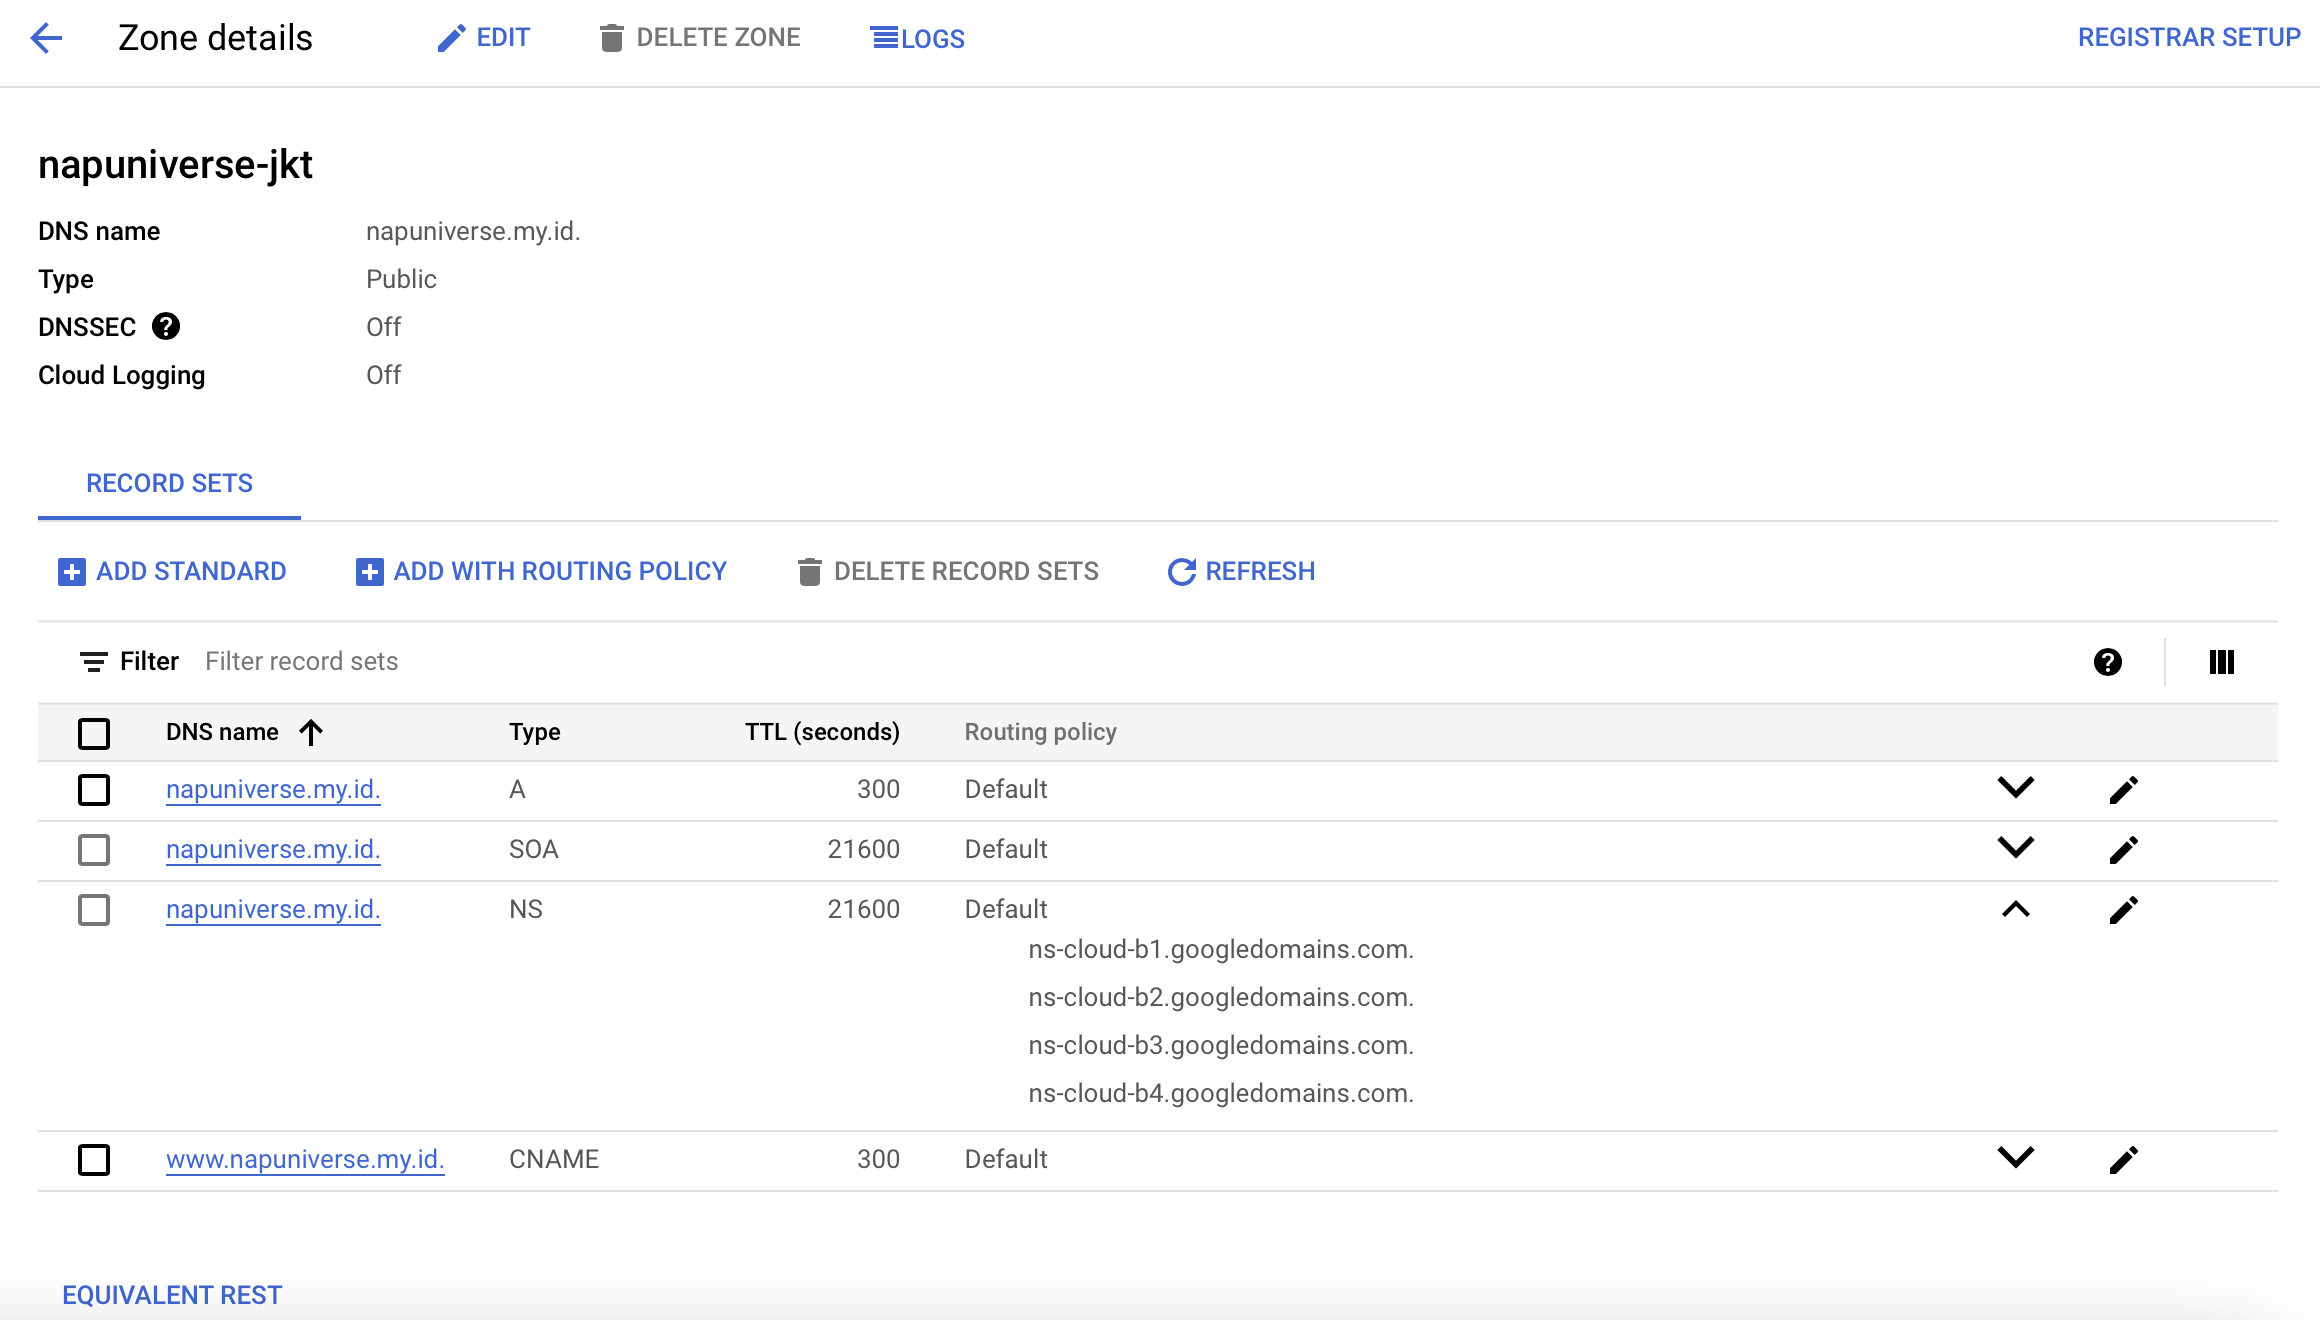 Zone details EDIT DELETE ZONE LOGS REGISTRAR SETUP
napuniverse-jkt
DNS name napuniverse.my.id.
Type Public
DNSSEC ? Off
Cloud Logging Off
RECORD SETS
ADD STANDARD ADD WITH ROUTING POLICY DELETE RECORD SETS REFRESH
Filter Filter record sets ?
DNS name Type TTL (seconds) Routing policy
napuniverse.my.id. A 300 Default
napuniverse.my.id. SOA 21600 Default
napuniverse.my.id. NS 21600 Default
ns-cloud-b1.googledomains.com.
ns-cloud-b2.googledomains.com.
ns-cloud-b3.googledomains.com.
ns-cloud-b4.googledomains.com.
www.napuniverse.my.id. CNAME 300 Default
EQUIVALENT REST